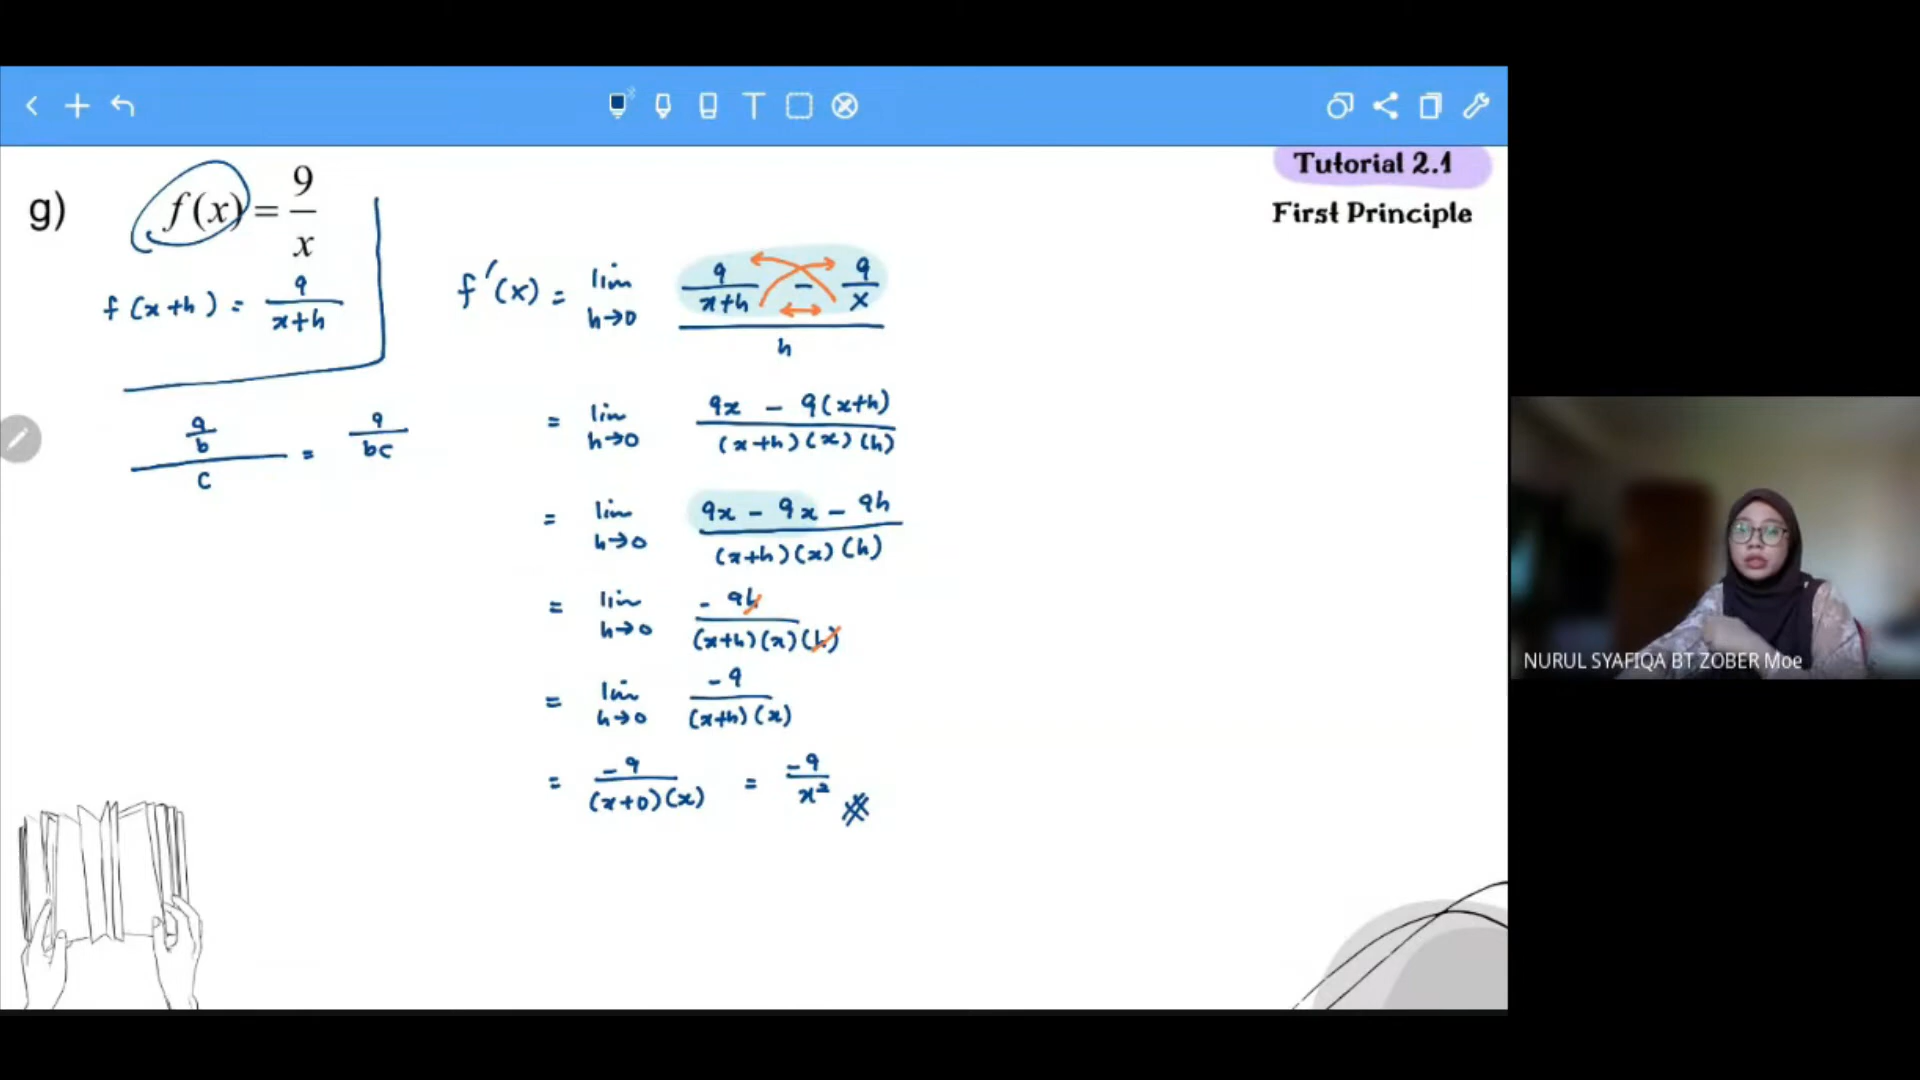 Tutorial 2.1
First Principle
g) f(x) = 9/x
f(x+h) = 9/(x+h)
(a/b)/c = a/bc
f'(x) = lim h→0 (9/(x+h) - 9/x)/h
= lim h→0 (9x - 9(x+h))/((x+h)(x)(h))
= lim h→0 (9x - 9x - 9h)/((x+h)(x)(h))
= lim h→0 -9h/((x+h)(x)(h))
= lim h→0 -9/((x+h)(x))
= -9/((x+0)(x)) = -9/x² #
NURUL SYAFIQA BT ZOBER Moe